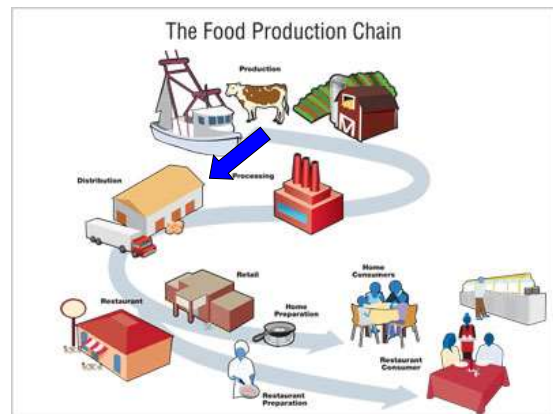 The Food Production Chain
Production
Distribution
Processing
Retail
Restaurant
Home
Preparation
Home
Consumers
Restaurant
Consumer
Restaurant
Preparation